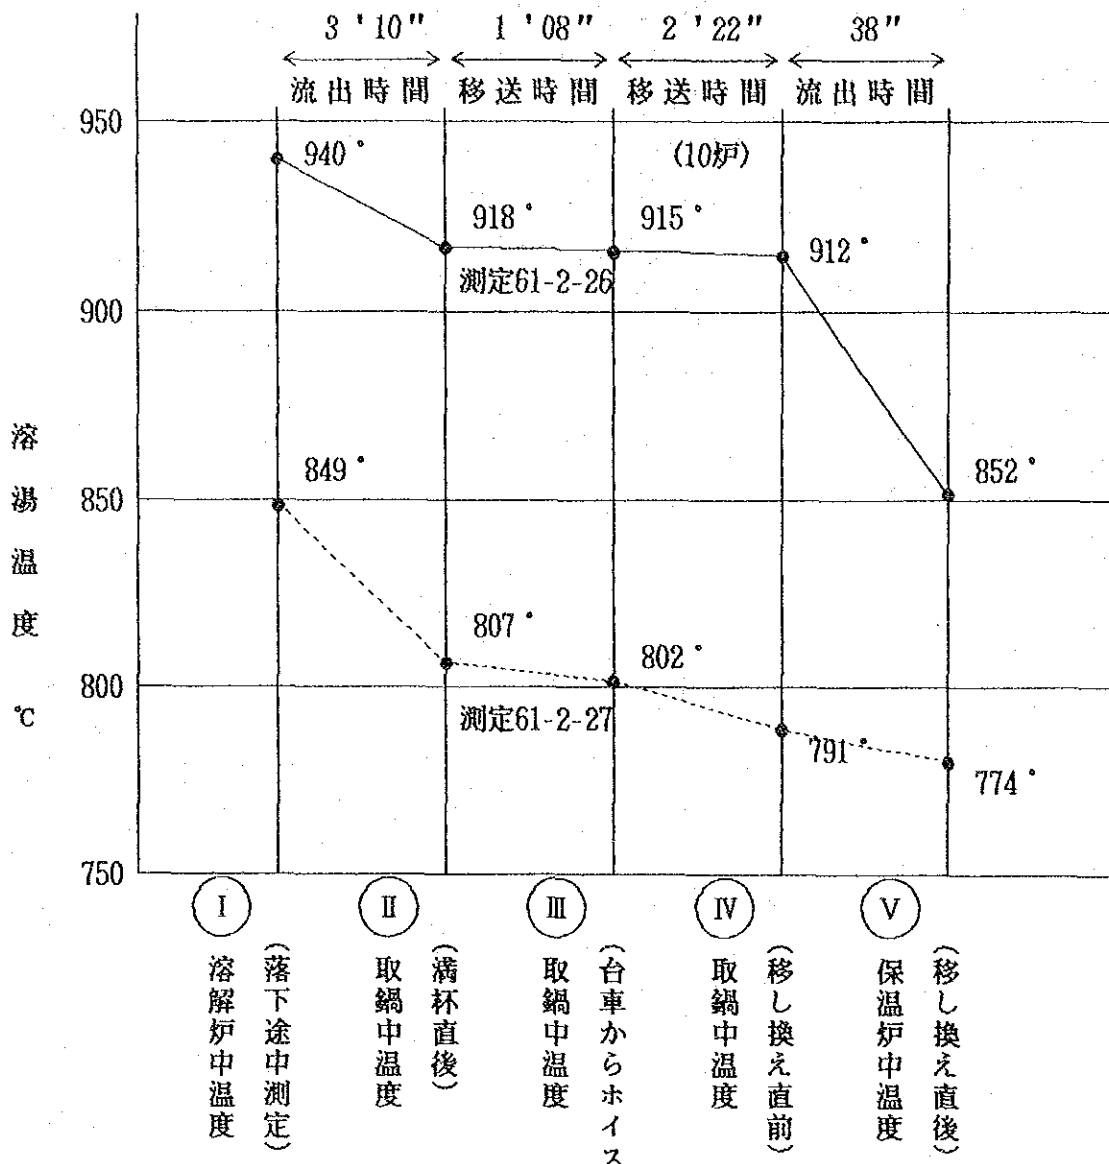 3 '10" 1 '08" 2 '22" 38"
流出時間 移送時間 移送時間 流出時間
950
940°
(10炉)
918°
915°
912°
測定61-2-26
900
溶湯温度 ℃
849°
852°
850
807°
802°
800
測定61-2-27
791°
774°
750
Ⅰ Ⅱ Ⅲ Ⅳ Ⅴ
溶解炉中温度
(落下途中測定)
取鍋中温度
(満杯直後)
取鍋中温度
(台車からホイス
取鍋中温度
(移し換え直前)
保温炉中温度
(移し換え直後)